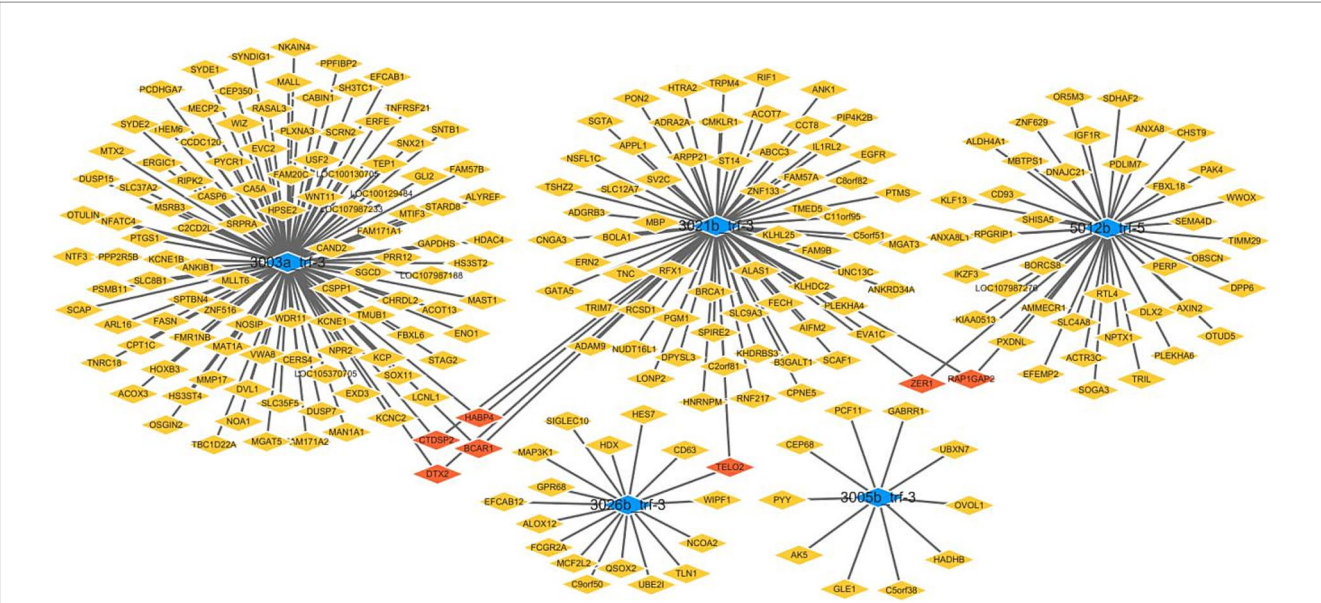 NKAIN4
SYNDIG1
PPFIBP2
SYDE1
EFCAB1
MALL
SH3TC1
PCDHGA7
CEP350
CABIN1
MECP2
RASAL3
TNFRSF21
SYDE2
THEM6
WIZ
PLXNA3
SCRN2
ERFE
SNTB1
CCDC120
EVC2
SNX21
MTX2
ERGIC1
PYCR1
USF2
TEP1
FAM20C
LOC100130705
GLI2
FAM57B
DUSP15
SLC37A2
RIPK2
CA5A
LOC100129484
CASP6
WNT11
STARD8
ALYREF
MSRB3
HPSE2
LOC107987233
MTIF3
OTULIN
NFATC4
C2CD2L
SRPRA
FAM171A1
PTGS1
CAND2
GAPDHS
HDAC4
NTF3
PPP2R5B
KCNE1B
ANKIB1
3003a_trf-3
PRR12
HS3ST2
SGCD
LOC107987188
PSMB11
SLC8B1
MLLT6
CSPP1
SCAP
SPTBN4
CHRDL2
MAST1
ARL16
FASN
ZNF516
NOSIP
WDR11
KCNE1
TMUB1
ACOT13
CPT1C
FMR1NB
MAT1A
FBXL6
ENO1
TNRC18
VWA8
CERS4
NPR2
KCP
STAG2
HOXB3
MMP17
LOC105370705
SOX11
ACOX3
HS3ST4
DVL1
EXD3
LCNL1
SLC35F5
DUSP7
KCNC2
OSGIN2
NOA1
MAN1A1
TBC1D22A
MGAT5
AM171A2
HABP4
CTDSP2
BCAR1
DTX2
RIF1
HTRA2
TRPM4
ANK1
PON2
SGTA
ADRA2A
CMKLR1
ACOT7
CCT8
PIP4K2B
APPL1
ARPP21
ST14
ABCC3
IL1RL2
EGFR
NSFL1C
SV2C
FAM57A
C8orf82
TSHZ2
SLC12A7
ZNF133
PTMS
ADGRB3
MBP
TMED5
C11orf95
CNGA3
BOLA1
3021b_trf-3
KLHL25
C5orf51
MGAT3
FAM9B
ERN2
TNC
RFX1
ALAS1
UNC13C
GATA5
BRCA1
KLHDC2
ANKRD34A
TRIM7
RCSD1
PGM1
SLC9A3
FECH
PLEKHA4
SPIRE2
AIFM2
EVA1C
ADAM9
NUDT16L1
DPYSL3
KHDRBS3
B3GALT1
SCAF1
LONP2
C2orf81
HNRNPM
RNF217
CPNE5
ZER1
RAP1GAP2
TELO2
OR5M3
SDHAF2
ZNF629
IGF1R
ANXA8
CHST9
ALDH4A1
MBTPS1
DNAJC21
PDLIM7
PAK4
FBXL18
WWOX
KLF13
CD93
SHISA5
SEMA4D
ANXA8L1
RPGRIP1
5012b_trf-5
TIMM29
OBSCN
IKZF3
BORCS8
PERP
DPP6
LOC107987270
RTL4
KIAA0513
AMMECR1
DLX2
AXIN2
SLC4A8
NPTX1
OTUD5
PXDNL
ACTR3C
PLEKHA6
EFEMP2
SOGA3
TRIL
HES7
SIGLEC10
HDX
CD63
MAP3K1
GPR68
EFCAB12
3026b_trf-3
WIPF1
ALOX12
FCGR2A
NCOA2
MCF2L2
QSOX2
TLN1
C9orf50
UBE2I
PCF11
GABRR1
CEP68
UBXN7
PYY
3005b_trf-3
OVOL1
AK5
HADHB
GLE1
C5orf38